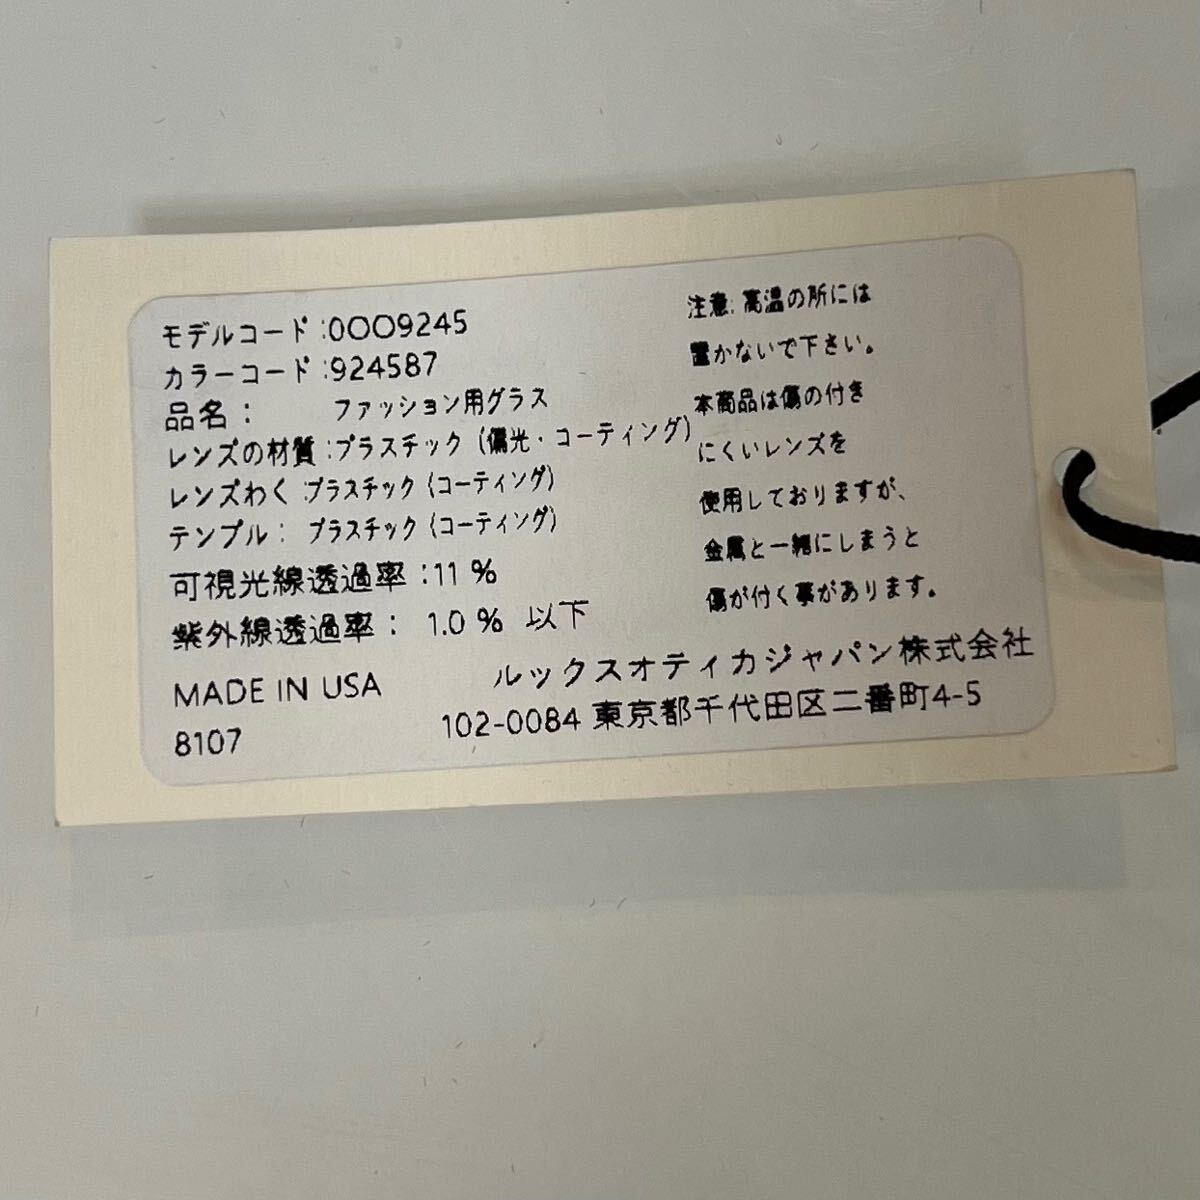 モデルコード:0OO9245
カラーコード:924587
品名: ファッション用グラス
レンズの材質:プラスチック(偏光・コーティング)
レンズわく:プラスチック(コーティング)
テンプル: プラスチック(コーティング)
可視光線透過率:11 %
紫外線透過率: 1.0 % 以下
MADE IN USA
8107
注意:高温の所には
置かないで下さい。
本商品は傷の付き
にくいレンズを
使用しておりますが、
金属と一緒にしまうと
傷が付く事があります。
ルックスオティカジャパン株式会社
102-0084 東京都千代田区二番町4-5